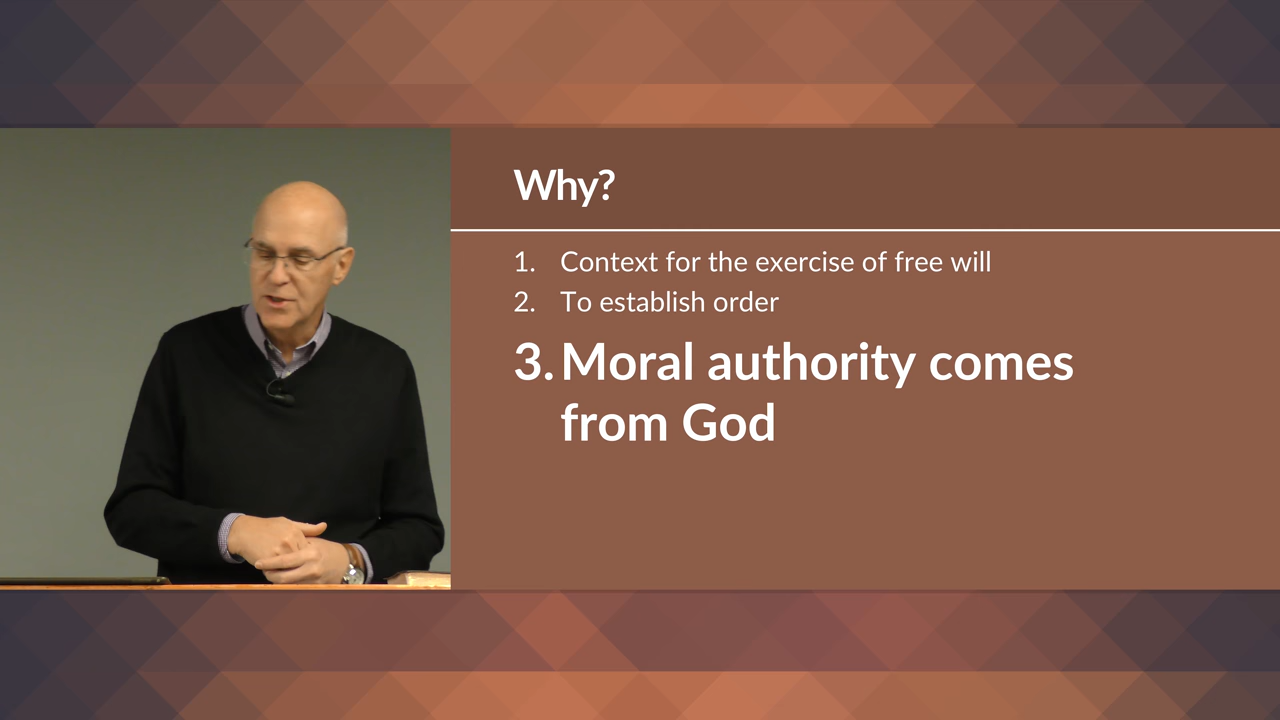 Why?
1. Context for the exercise of free will
2. To establish order
3. Moral authority comes
from God